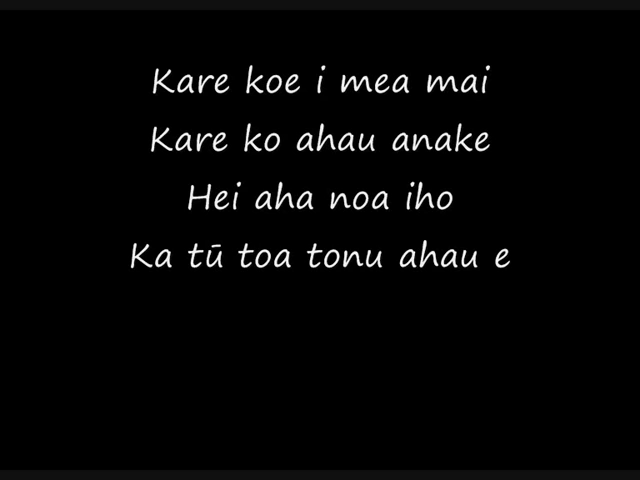 Kare koe i mea mai
Kare ko ahau anake
Hei aha noa iho
Ka tū toa tonu ahau e